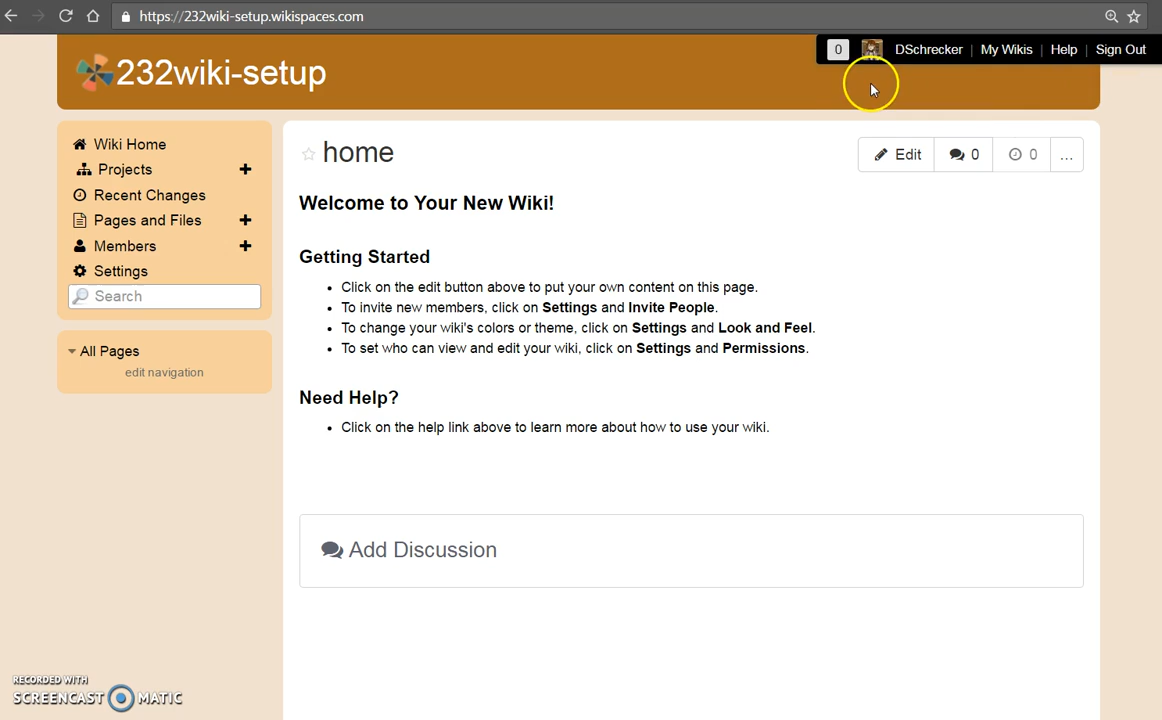 https://232wiki-setup.wikispaces.com
0 DSchrecker | My Wikis | Help | Sign Out
232wiki-setup
Wiki Home
Projects
Recent Changes
Pages and Files
Members
Settings
Search
All Pages
edit navigation
home
Edit 0 0 ...
Welcome to Your New Wiki!
Getting Started
• Click on the edit button above to put your own content on this page.
• To invite new members, click on Settings and Invite People.
• To change your wiki's colors or theme, click on Settings and Look and Feel.
• To set who can view and edit your wiki, click on Settings and Permissions.
Need Help?
• Click on the help link above to learn more about how to use your wiki.
Add Discussion
RECORDED WITH
SCREENCAST MATIC